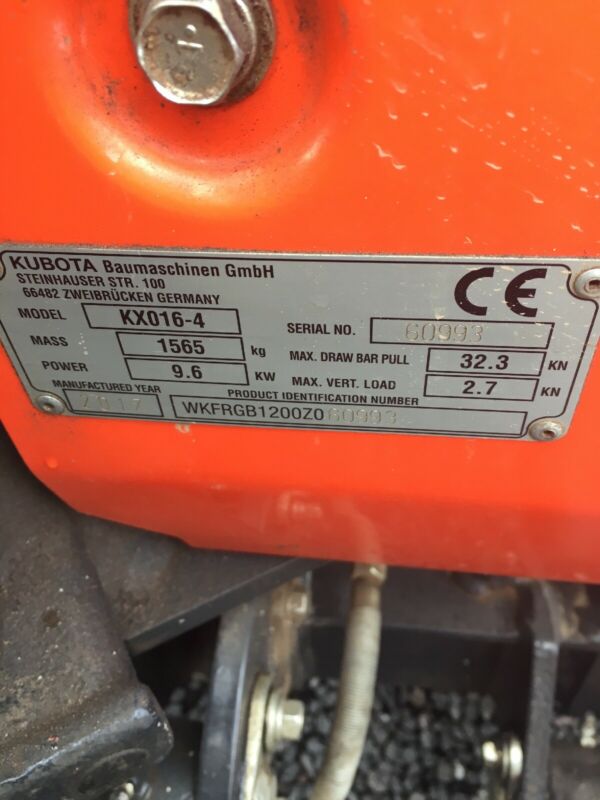 KUBOTA Baumaschinen GmbH
STEINHAUSER STR. 100
66482 ZWEIBRÜCKEN GERMANY
CE
MODEL KX016-4
SERIAL NO. 60993
MASS 1565 kg
MAX. DRAW BAR PULL 32.3 KN
POWER 9.6 KW
MAX. VERT. LOAD 2.7 KN
MANUFACTURED YEAR 2017
PRODUCT IDENTIFICATION NUMBER
WKFRGB1200Z060993